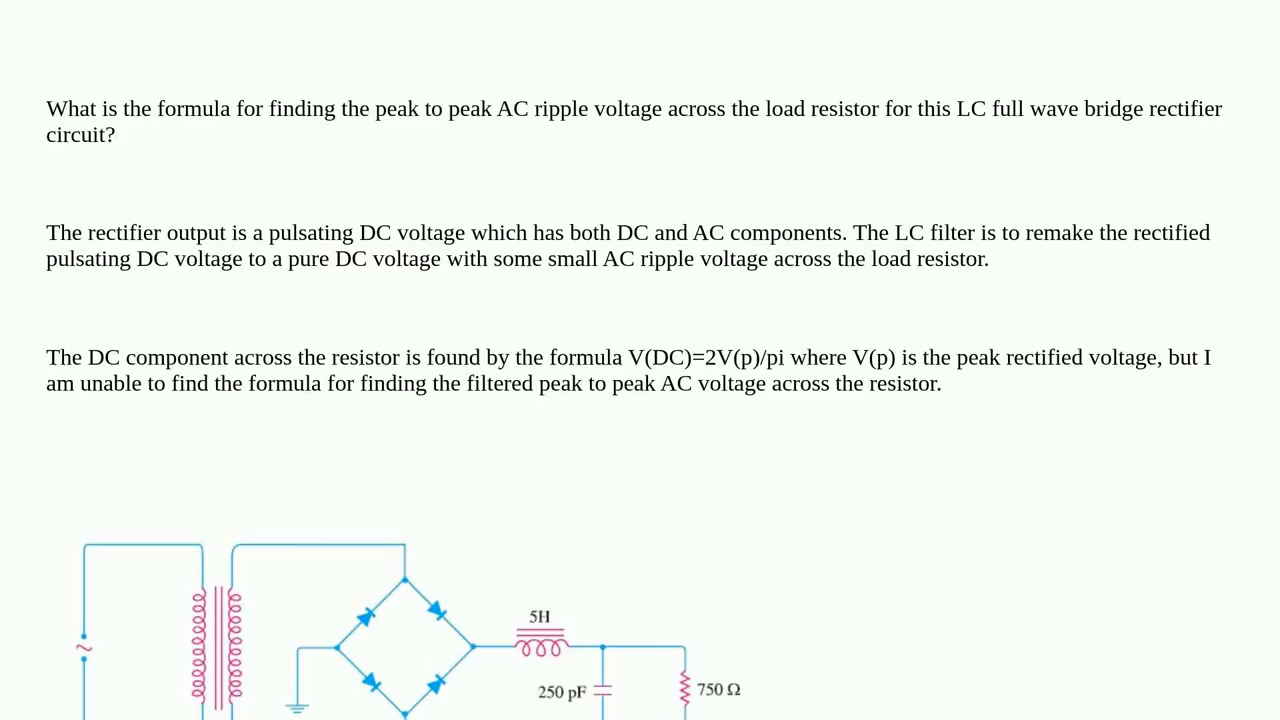 What is the formula for finding the peak to peak AC ripple voltage across the load resistor for this LC full wave bridge rectifier
circuit?
The rectifier output is a pulsating DC voltage which has both DC and AC components. The LC filter is to remake the rectified
pulsating DC voltage to a pure DC voltage with some small AC ripple voltage across the load resistor.
The DC component across the resistor is found by the formula V(DC)=2V(p)/pi where V(p) is the peak rectified voltage, but I
am unable to find the formula for finding the filtered peak to peak AC voltage across the resistor.
5H
~
250 pF
750 Ω